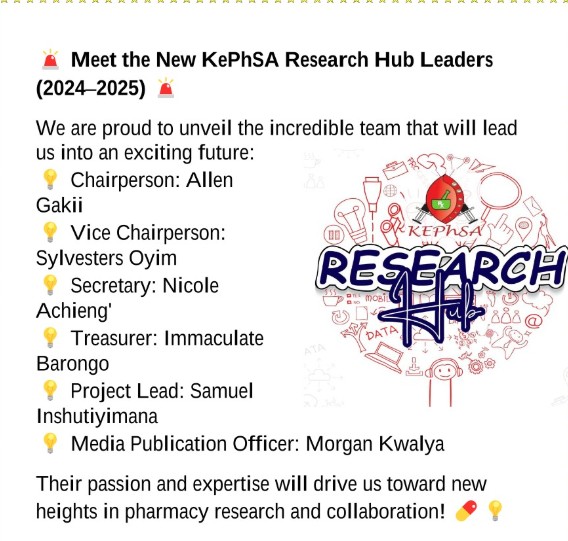 🚨 Meet the New KePhSA Research Hub Leaders
(2024–2025) 🚨
We are proud to unveil the incredible team that will lead
us into an exciting future:
💡 Chairperson: Allen
Gakii
💡 Vice Chairperson:
Sylvesters Oyim
💡 Secretary: Nicole
Achieng'
💡 Treasurer: Immaculate
Barongo
💡 Project Lead: Samuel
Inshutiyimana
💡 Media Publication Officer: Morgan Kwalya
KEPhSA
RESEARCH
Hub
DATA
Their passion and expertise will drive us toward new
heights in pharmacy research and collaboration! 💊 💡